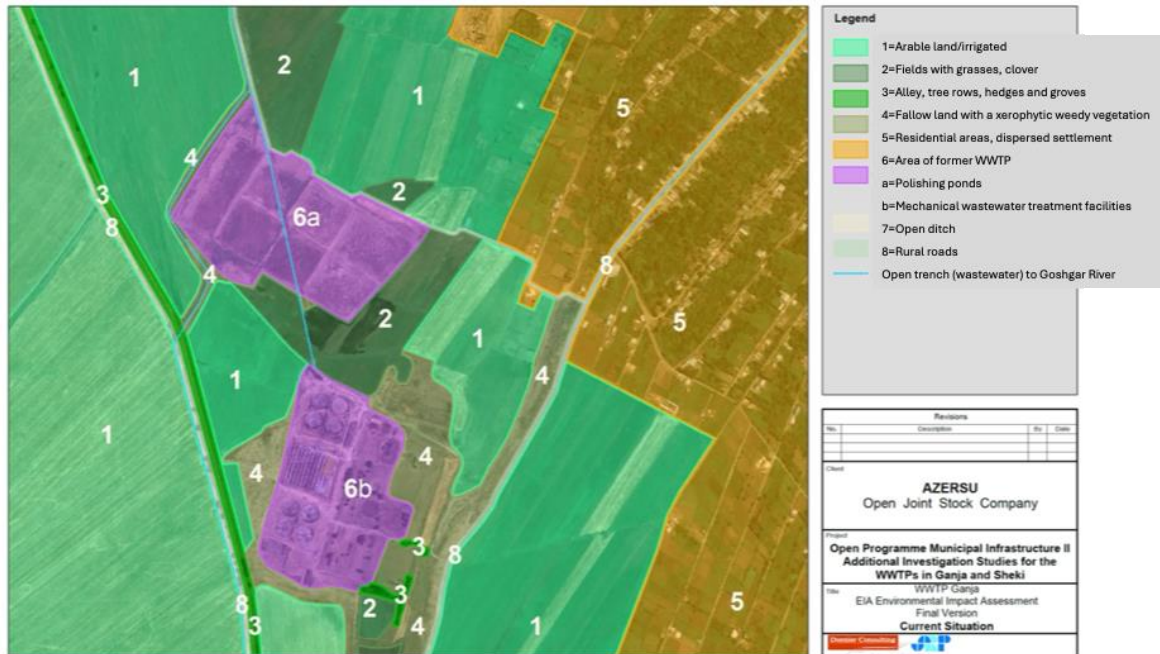 Legend
1=Arable land/irrigated
2=Fields with grasses, clover
3=Alley, tree rows, hedges and groves
4=Fallow land with a xerophytic weedy vegetation
5=Residential areas, dispersed settlement
6=Area of former WWTP
a=Polishing ponds
b=Mechanical wastewater treatment facilities
7=Open ditch
8=Rural roads
Open trench (wastewater) to Goshgar River
1
2
1
5
4
3
8
2
6a
4
8
2
1
5
1
4
1
4
4
6b
3
8
8
3
2
3
4
1
5
Revisions
No. Description By Date
Client
AZERSU
Open Joint Stock Company
Project
Open Programme Municipal Infrastructure II
Additional Investigation Studies for the
WWTPs in Ganja and Sheki
Title
WWTP Ganja
EIA Environmental Impact Assessment
Final Version
Current Situation
Dornier Consulting